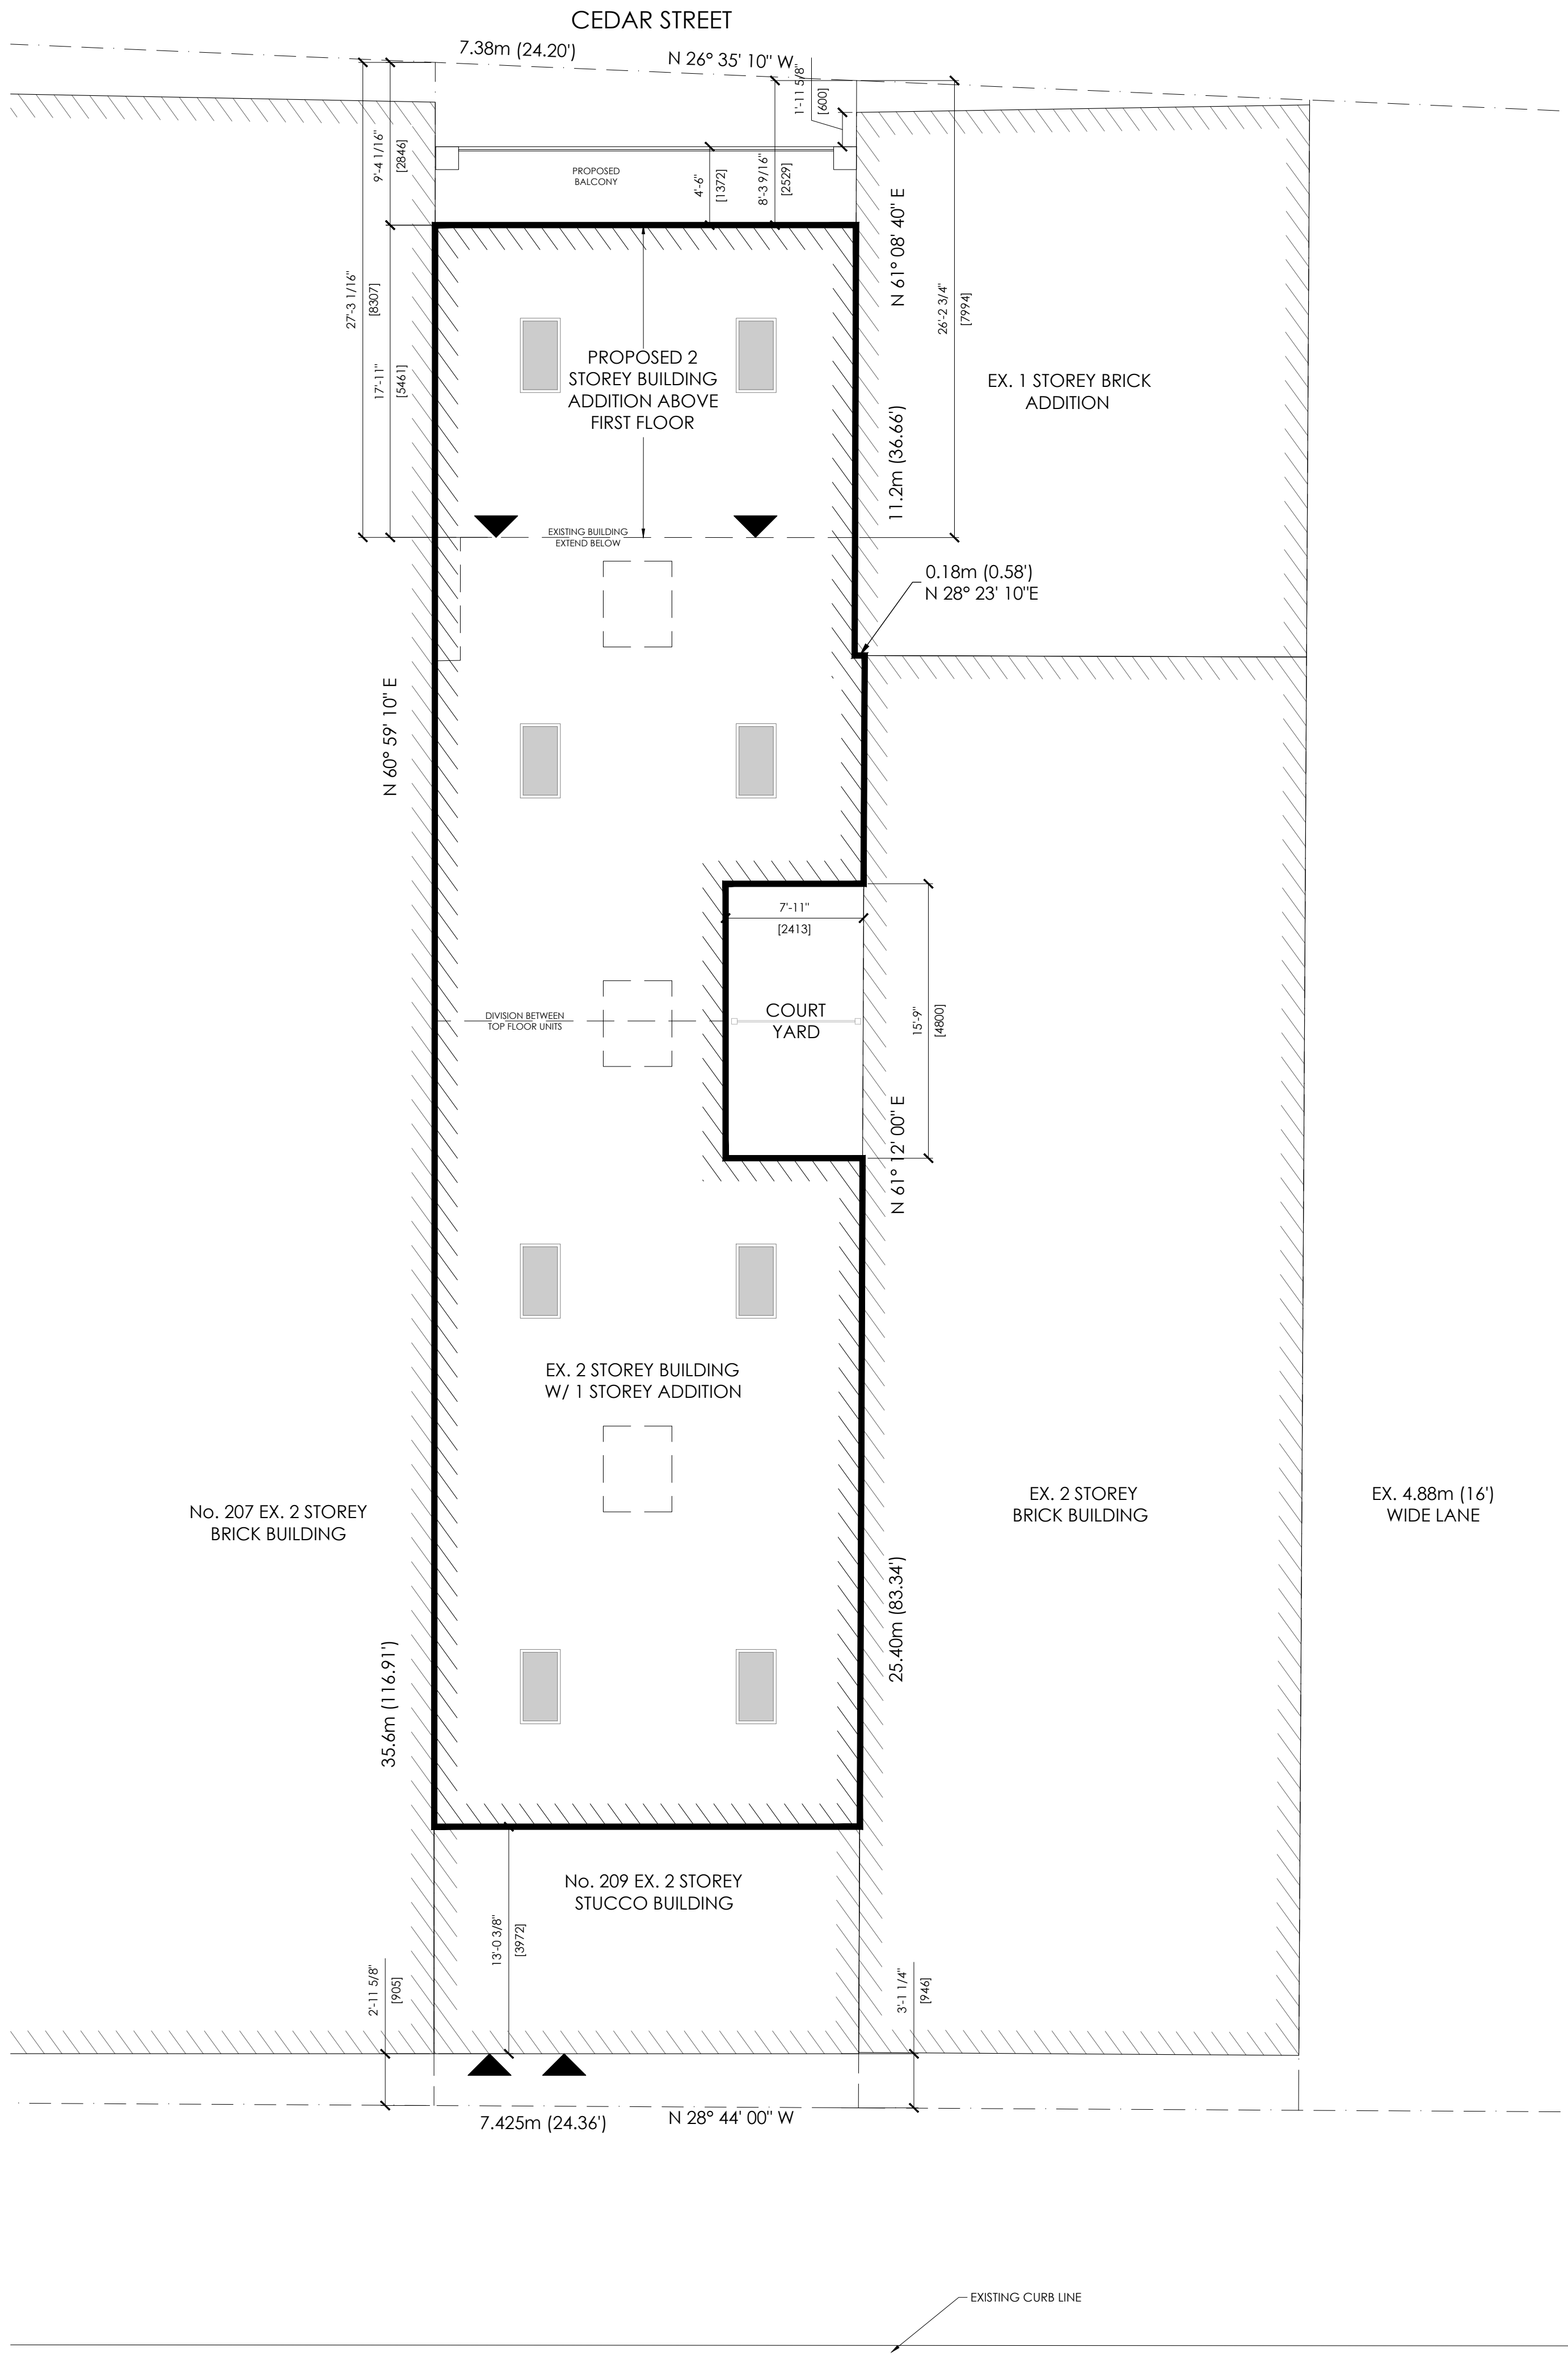 CEDAR STREET
7.38m (24.20')
N 26° 35' 10" W
1'-11 5/8"
[600]
9'-4 1/16"
[2846]
PROPOSED
BALCONY
4'-6"
[1372]
8'-3 9/16"
[2529]
N 61° 08' 40" E
27'-3 1/16"
[8307]
17'-11"
[5461]
26'-2 3/4"
[7994]
PROPOSED 2
STOREY BUILDING
ADDITION ABOVE
FIRST FLOOR
EX. 1 STOREY BRICK
ADDITION
11.2m (36.66')
EXISTING BUILDING
EXTEND BELOW
0.18m (0.58')
N 28° 23' 10"E
N 60° 59' 10" E
7'-11"
[2413]
COURT
YARD
15'-9"
[4800]
DIVISION BETWEEN
TOP FLOOR UNITS
N 61° 12' 00" E
EX. 2 STOREY BUILDING
W/ 1 STOREY ADDITION
No. 207 EX. 2 STOREY
BRICK BUILDING
EX. 2 STOREY
BRICK BUILDING
EX. 4.88m (16')
WIDE LANE
35.6m (116.91')
25.40m (83.34')
No. 209 EX. 2 STOREY
STUCCO BUILDING
13'-0 3/8"
[3972]
2'-11 5/8"
[905]
3'-1 1/4"
[946]
7.425m (24.36')
N 28° 44' 00" W
EXISTING CURB LINE